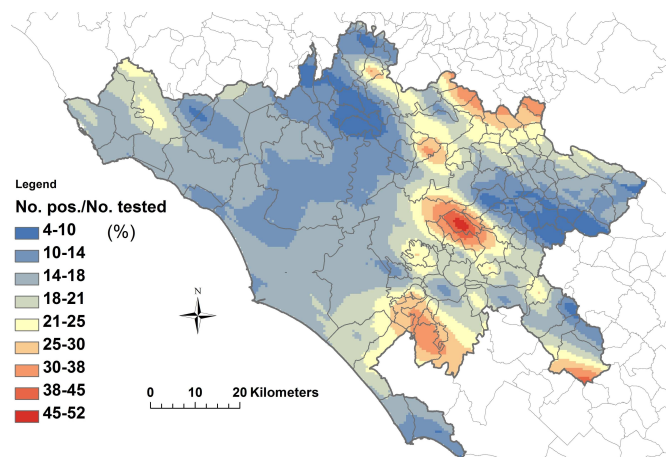 Legend
No. pos./No. tested
(%)
4-10
10-14
14-18
18-21
21-25
25-30
30-38
38-45
45-52
N
0 10 20 Kilometers